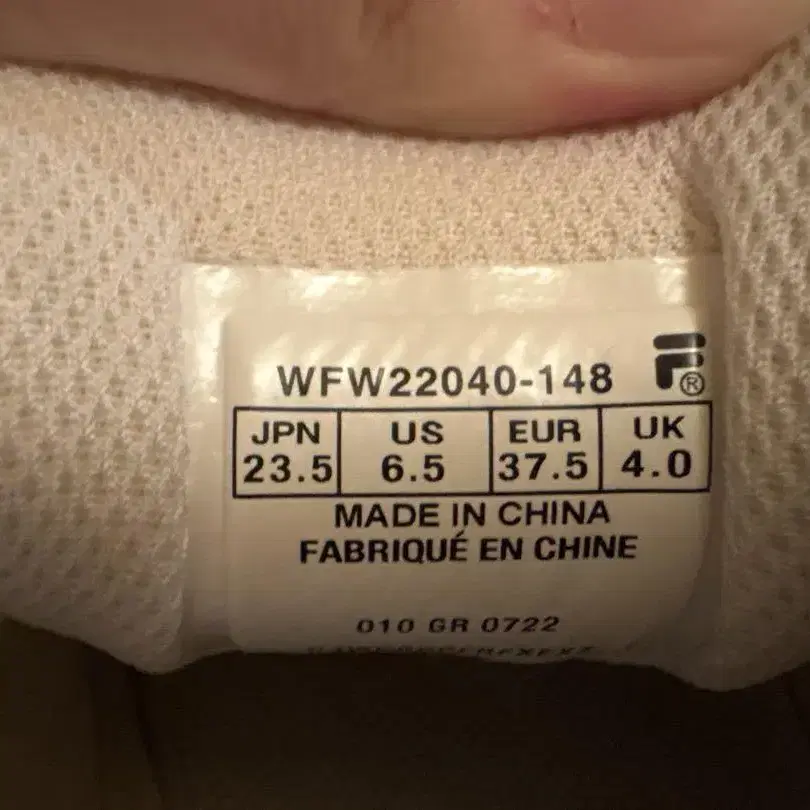 WFW22040-148
JPN US EUR UK
23.5 6.5 37.5 4.0
MADE IN CHINA
FABRIQUÉ EN CHINE
010 GR 0722